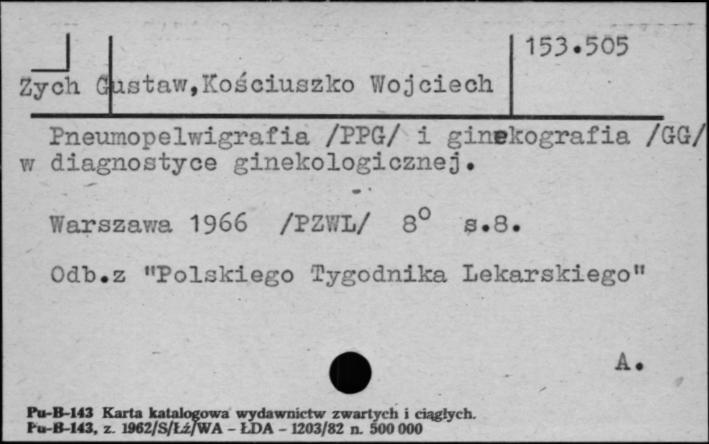 153.505
Zych Gustaw,Kościuszko Wojciech
Pneumopelwigrafia /PPG/ i ginekografia /GG/
w diagnostyce ginekologicznej.
Warszawa 1966 /PZWL/ 8° s.8.
Odb.z "Polskiego Tygodnika Lekarskiego"
A.
Pu-B-143 Karta katalogowa wydawnictw zwartych i ciągłych.
Pu-B-143, z. 1962/S/Łź/WA - ŁDA - 1203/82 n. 500 000